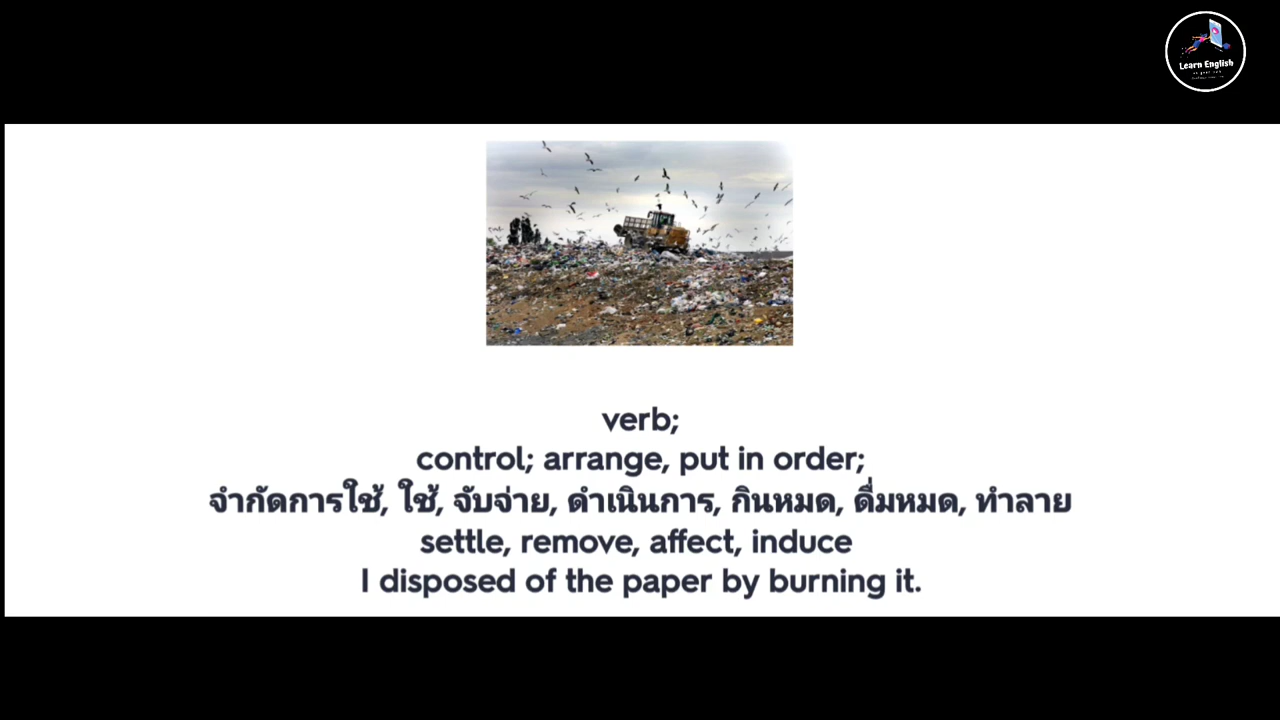 Learn English
verb;
control; arrange, put in order;
จำกัดการใช้, ใช้, จับจ่าย, ดำเนินการ, กินหมด, ดื่มหมด, ทำลาย
settle, remove, affect, induce
I disposed of the paper by burning it.